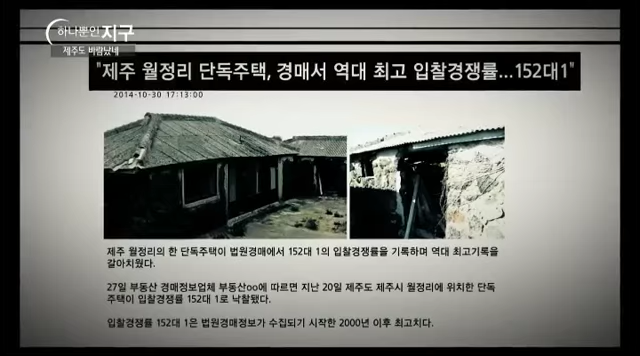 하나뿐인 지구
제주도 바람났네
"제주 월정리 단독주택, 경매서 역대 최고 입찰경쟁률...152대1"
2014-10-30 17:13:00
제주 월정리의 한 단독주택이 법원경매에서 152대 1의 입찰경쟁률을 기록하며 역대 최고기록을
갈아치웠다.
27일 부동산 경매정보업체 부동산oo에 따르면 지난 20일 제주도 제주시 월정리에 위치한 단독
주택이 입찰경쟁률 152대 1로 낙찰됐다.
입찰경쟁률 152대 1은 법원경매정보가 수집되기 시작한 2000년 이후 최고치다.